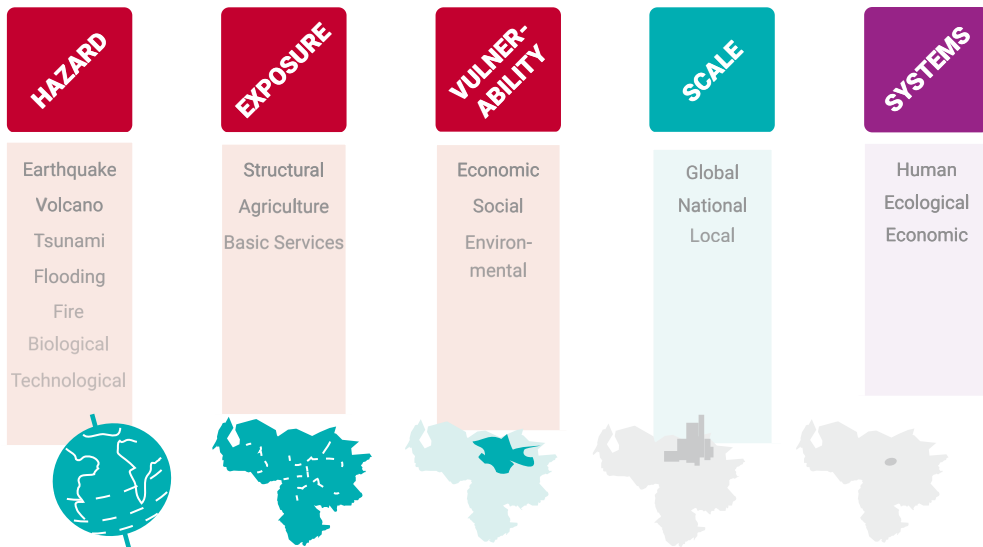 HAZARD
Earthquake
Volcano
Tsunami
Flooding
Fire
Biological
Technological
EXPOSURE
Structural
Agriculture
Basic Services
VULNER-
ABILITY
Economic
Social
Environ-
mental
SCALE
Global
National
Local
SYSTEMS
Human
Ecological
Economic